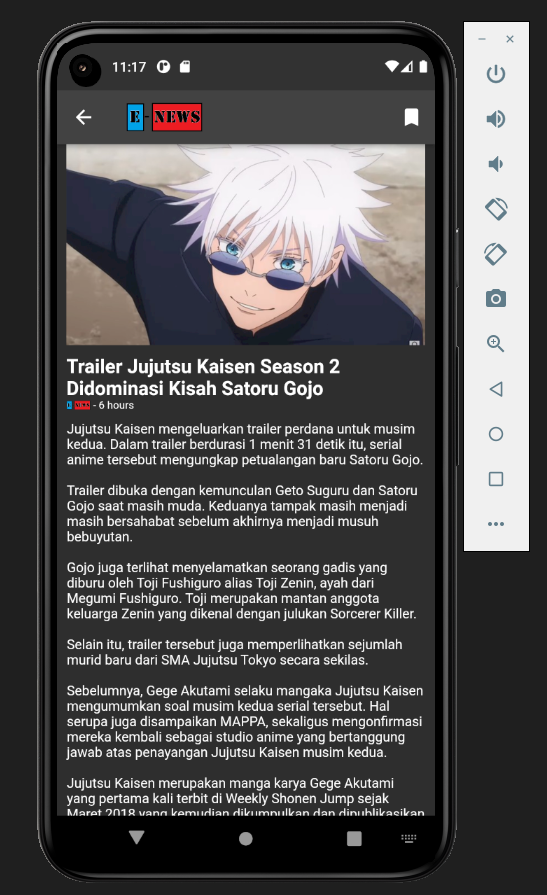 11:17
E-NEWS
Trailer Jujutsu Kaisen Season 2
Didominasi Kisah Satoru Gojo
E-NEWS - 6 hours
Jujutsu Kaisen mengeluarkan trailer perdana untuk musim
kedua. Dalam trailer berdurasi 1 menit 31 detik itu, serial
anime tersebut mengungkap petualangan baru Satoru Gojo.
Trailer dibuka dengan kemunculan Geto Suguru dan Satoru
Gojo saat masih muda. Keduanya tampak masih menjadi
masih bersahabat sebelum akhirnya menjadi musuh
bebuyutan.
Gojo juga terlihat menyelamatkan seorang gadis yang
diburu oleh Toji Fushiguro alias Toji Zenin, ayah dari
Megumi Fushiguro. Toji merupakan mantan anggota
keluarga Zenin yang dikenal dengan julukan Sorcerer Killer.
Selain itu, trailer tersebut juga memperlihatkan sejumlah
murid baru dari SMA Jujutsu Tokyo secara sekilas.
Sebelumnya, Gege Akutami selaku mangaka Jujutsu Kaisen
mengumumkan soal musim kedua serial tersebut. Hal
serupa juga disampaikan MAPPA, sekaligus mengonfirmasi
mereka kembali sebagai studio anime yang bertanggung
jawab atas penayangan Jujutsu Kaisen musim kedua.
Jujutsu Kaisen merupakan manga karya Gege Akutami
yang pertama kali terbit di Weekly Shonen Jump sejak
Maret 2018 yang kemudian dikumpulkan dan dipublikasikan